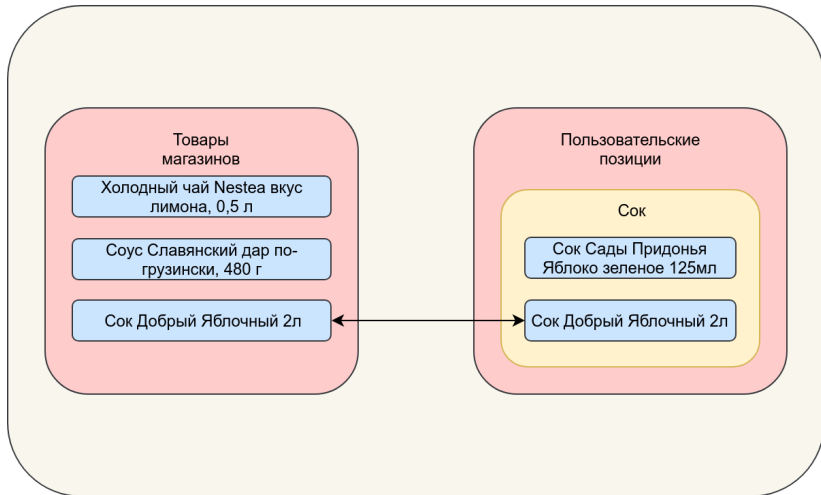 Товары
магазинов
Холодный чай Nestea вкус
лимона, 0,5 л
Соус Славянский дар по-
грузински, 480 г
Сок Добрый Яблочный 2л
Пользовательские
позиции
Сок
Сок Сады Придонья
Яблоко зеленое 125мл
Сок Добрый Яблочный 2л